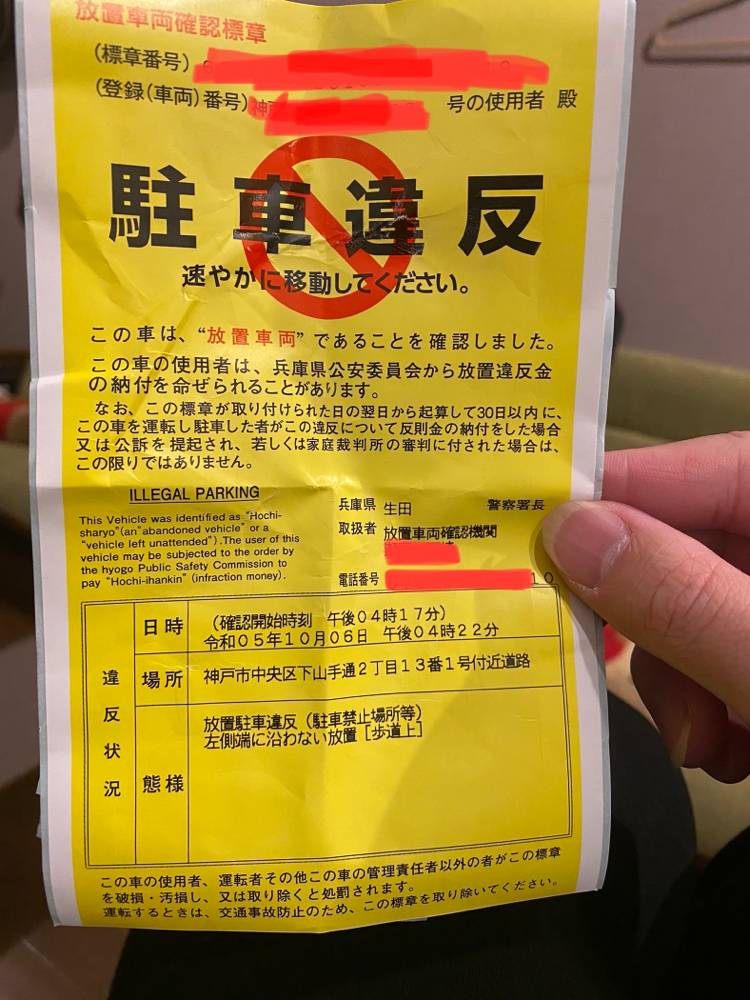 放置車両確認標章
(標章番号)
(登録(車両)番号)神戸 号の使用者 殿
駐車違反
速やかに移動してください。
この車は、“放置車両”であることを確認しました。
この車の使用者は、兵庫県公安委員会から放置違反金
の納付を命ぜられることがあります。
なお、この標章が取り付けられた日の翌日から起算して30日以内に、
この車を運転し駐車した者がこの違反について反則金の納付をした場合
又は公訴を提起され、若しくは家庭裁判所の審判に付された場合は、
この限りではありません。
ILLEGAL PARKING
This Vehicle was identified as "Hochi-
sharyo"(an"abandoned vehicle" or a
"vehicle left unattended").The user of this
vehicle may be subjected to the order by
the hyogo Public Safety Commission to
pay "Hochi-ihankin" (infraction money).
兵庫県 生田 警察署長
取扱者 放置車両確認機関
電話番号 10
違反状況
日時 (確認開始時刻 午後04時17分)
令和05年10月06日 午後04時22分
場所 神戸市中央区下山手通2丁目13番1号付近道路
態様 放置駐車違反(駐車禁止場所等)
左側端に沿わない放置[歩道上]
この車の使用者、運転者その他この車の管理責任者以外の者がこの標章
を破損・汚損し、又は取り除くと処罰されます。
運転するときは、交通事故防止のため、この標章を取り除いてください。